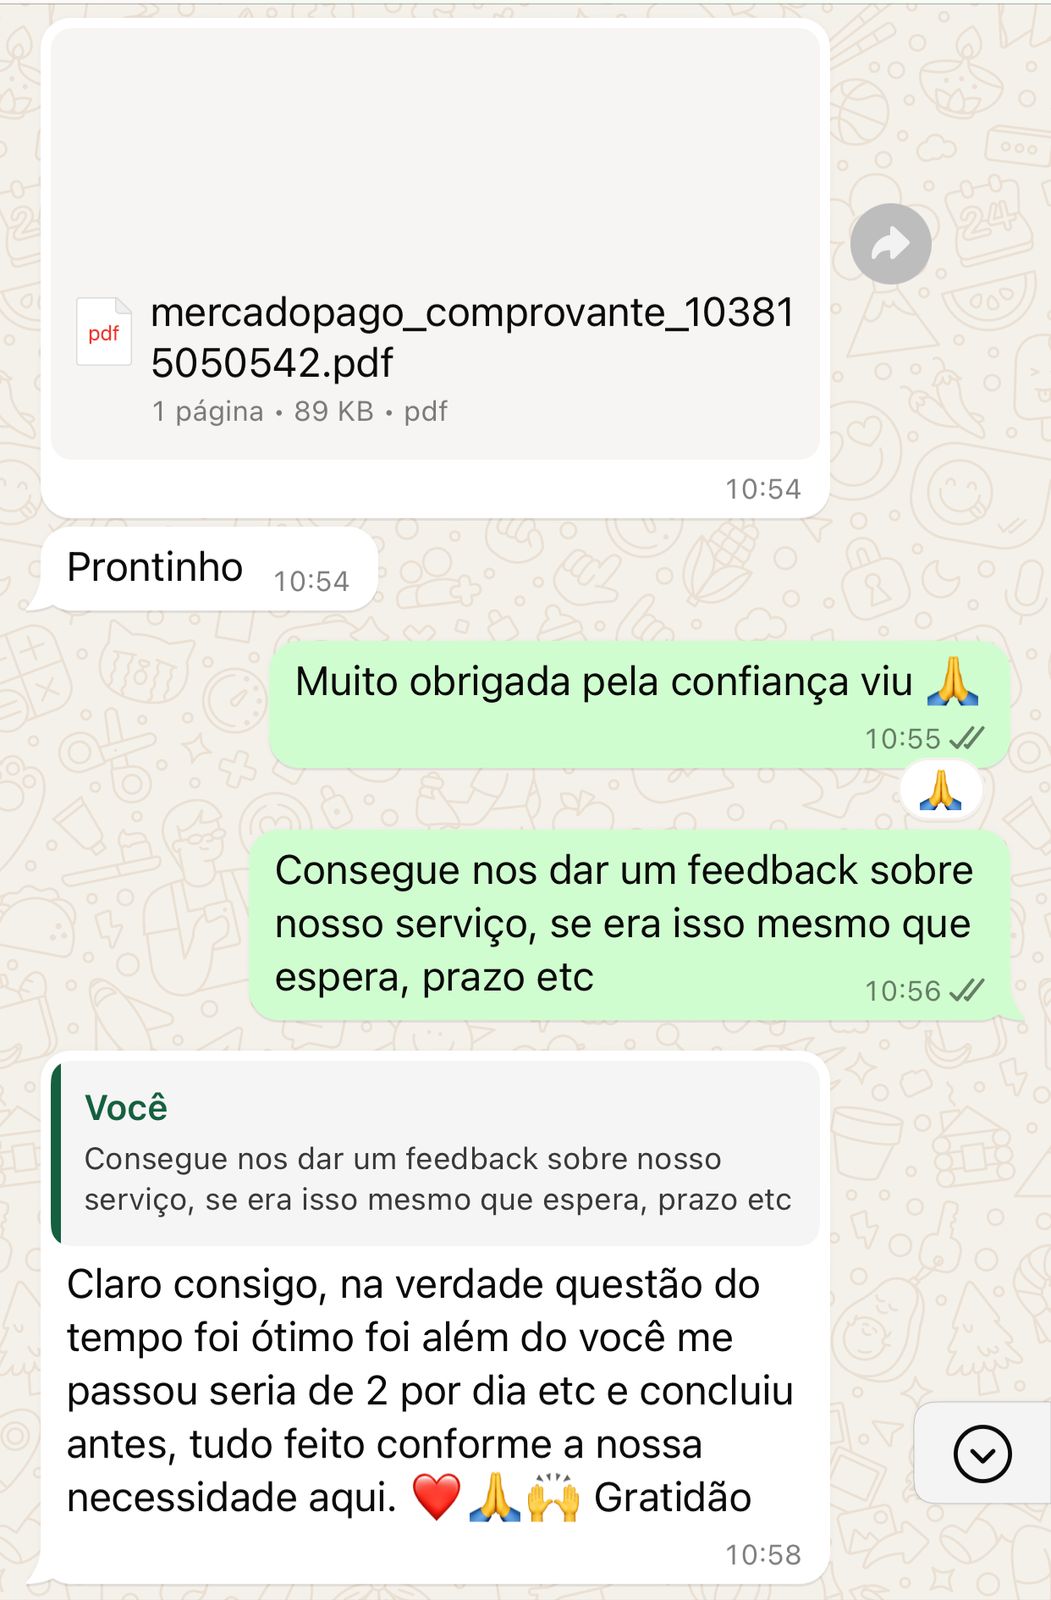 pdf
mercadopago_comprovante_10381
5050542.pdf
1 página • 89 KB • pdf
10:54
Prontinho 10:54
Muito obrigada pela confiança viu 🙏
10:55
🙏
Consegue nos dar um feedback sobre
nosso serviço, se era isso mesmo que
espera, prazo etc 10:56
Você
Consegue nos dar um feedback sobre nosso
serviço, se era isso mesmo que espera, prazo etc
Claro consigo, na verdade questão do
tempo foi ótimo foi além do você me
passou seria de 2 por dia etc e concluiu
antes, tudo feito conforme a nossa
necessidade aqui. ❤️🙏🙌 Gratidão
10:58